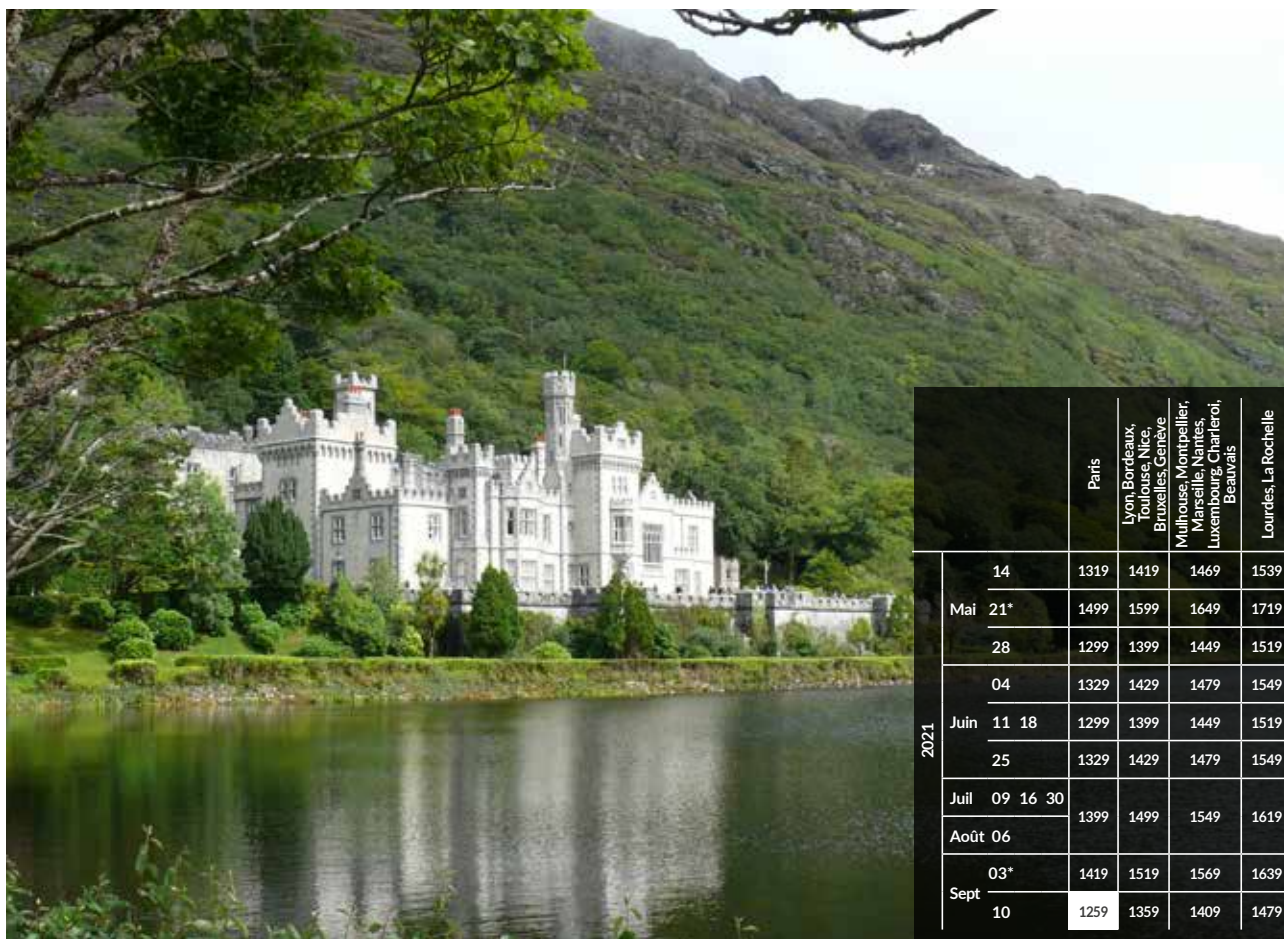 Paris
Lyon, Bordeaux,
Toulouse, Nice,
Bruxelles, Genève
Mulhouse, Montpellier,
Marseille, Nantes,
Luxembourg, Charleroi,
Beauvais
Lourdes, La Rochelle
2021
Mai
14 1319 1419 1469 1539
21* 1499 1599 1649 1719
28 1299 1399 1449 1519
Juin
04 1329 1429 1479 1549
11 18 1299 1399 1449 1519
25 1329 1429 1479 1549
Juil 09 16 30
1399 1499 1549 1619
Août 06
Sept
03* 1419 1519 1569 1639
10 1259 1359 1409 1479